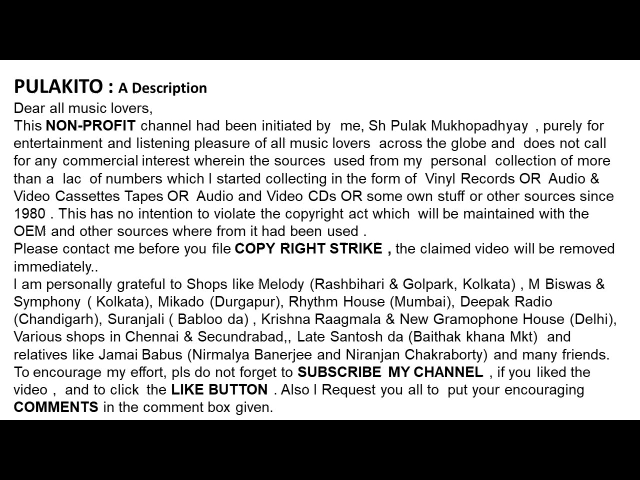 PULAKITO : A Description
Dear all music lovers,
This NON-PROFIT channel had been initiated by me, Sh Pulak Mukhopadhyay , purely for
entertainment and listening pleasure of all music lovers across the globe and does not call
for any commercial interest wherein the sources used from my personal collection of more
than a lac of numbers which I started collecting in the form of Vinyl Records OR Audio &
Video Cassettes Tapes OR Audio and Video CDs OR some own stuff or other sources since
1980 . This has no intention to violate the copyright act which will be maintained with the
OEM and other sources where from it had been used .
Please contact me before you file COPY RIGHT STRIKE , the claimed video will be removed
immediately..
I am personally grateful to Shops like Melody (Rashbihari & Golpark, Kolkata) , M Biswas &
Symphony ( Kolkata), Mikado (Durgapur), Rhythm House (Mumbai), Deepak Radio
(Chandigarh), Suranjali ( Babloo da) , Krishna Raagmala & New Gramophone House (Delhi),
Various shops in Chennai & Secundrabad,, Late Santosh da (Baithak khana Mkt) and
relatives like Jamai Babus (Nirmalya Banerjee and Niranjan Chakraborty) and many friends.
To encourage my effort, pls do not forget to SUBSCRIBE MY CHANNEL , if you liked the
video , and to click the LIKE BUTTON . Also I Request you all to put your encouraging
COMMENTS in the comment box given.